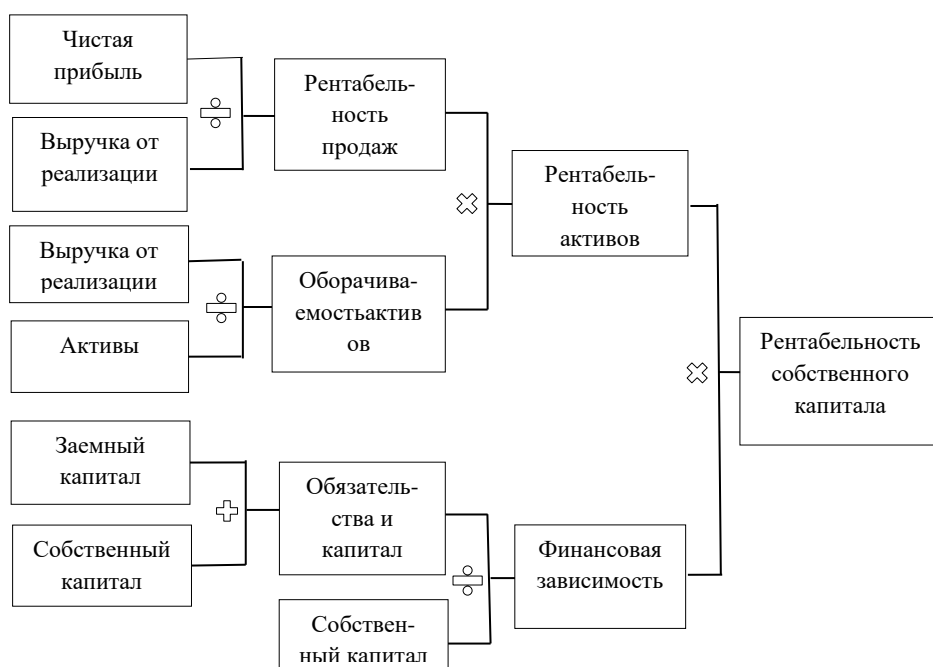 Чистая
прибыль
Выручка от
реализации
Рентабель-
ность
продаж
Выручка от
реализации
Активы
Оборачива-
емостьактив
ов
Рентабель-
ность
активов
Заемный
капитал
Собственный
капитал
Обязатель-
ства и
капитал
Собствен-
ный капитал
Финансовая
зависимость
Рентабельность
собственного
капитала